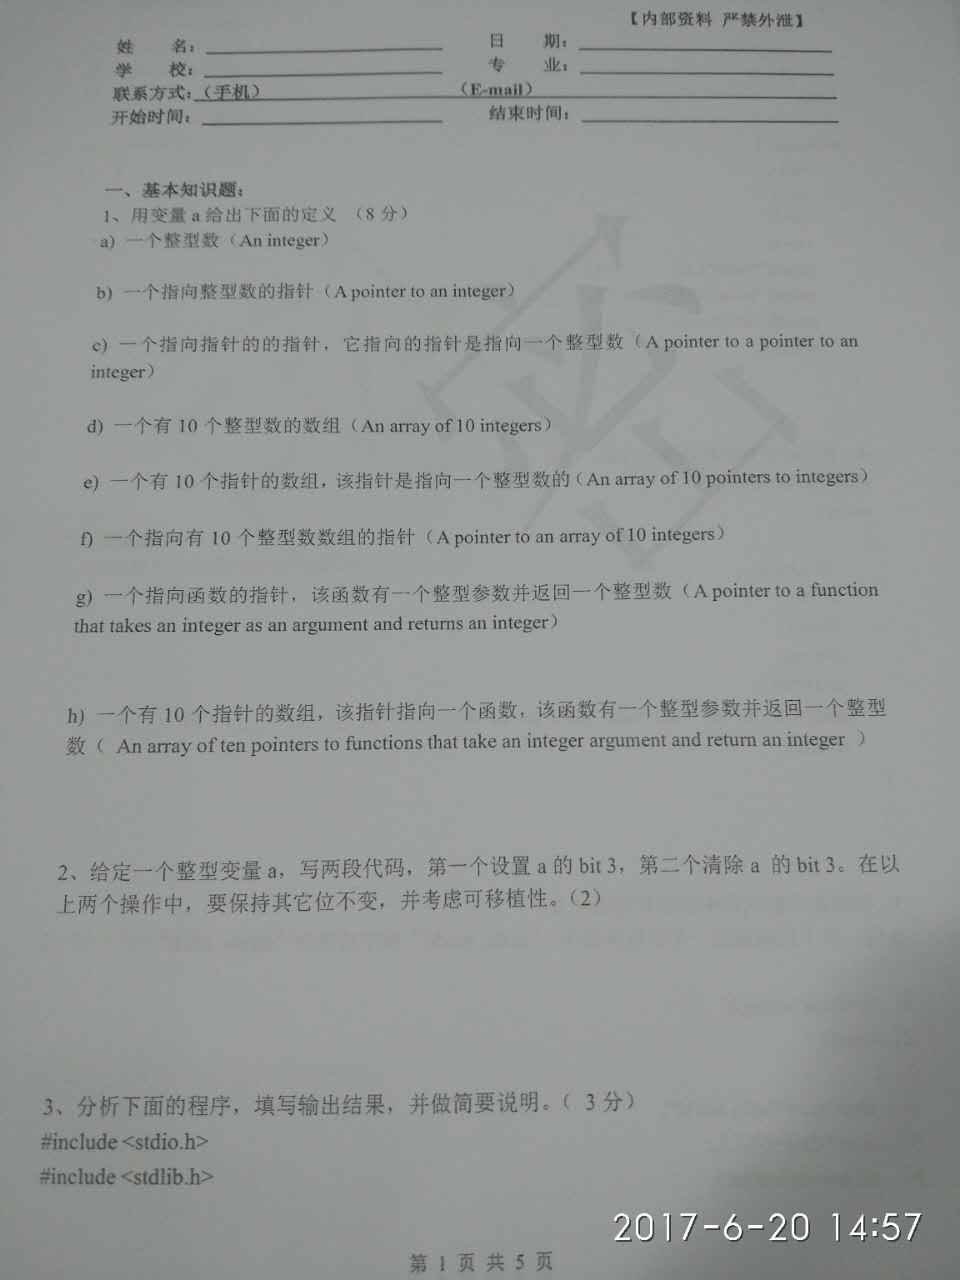 【内部资料 严禁外泄】
姓 名： 日 期：
学 校： 专 业：
联系方式：（手机） （E-mail）
开始时间： 结束时间：
一、基本知识题：
1、用变量 a 给出下面的定义 （8 分）
a) 一个整型数（An integer）
b) 一个指向整型数的指针（A pointer to an integer）
c) 一个指向指针的的指针，它指向的指针是指向一个整型数（A pointer to a pointer to an
integer）
d) 一个有 10 个整型数的数组（An array of 10 integers）
e) 一个有 10 个指针的数组，该指针是指向一个整型数的（An array of 10 pointers to integers）
f) 一个指向有 10 个整型数数组的指针（A pointer to an array of 10 integers）
g) 一个指向函数的指针，该函数有一个整型参数并返回一个整型数（A pointer to a function
that takes an integer as an argument and returns an integer）
h) 一个有 10 个指针的数组，该指针指向一个函数，该函数有一个整型参数并返回一个整型
数（ An array of ten pointers to functions that take an integer argument and return an integer ）
2、给定一个整型变量 a，写两段代码，第一个设置 a 的 bit 3，第二个清除 a 的 bit 3。在以
上两个操作中，要保持其它位不变，并考虑可移植性。（2）
3、分析下面的程序，填写输出结果，并做简要说明。（ 3 分）
#include <stdio.h>
#include <stdlib.h>
2017-6-20 14:57
第 1 页 共 5 页